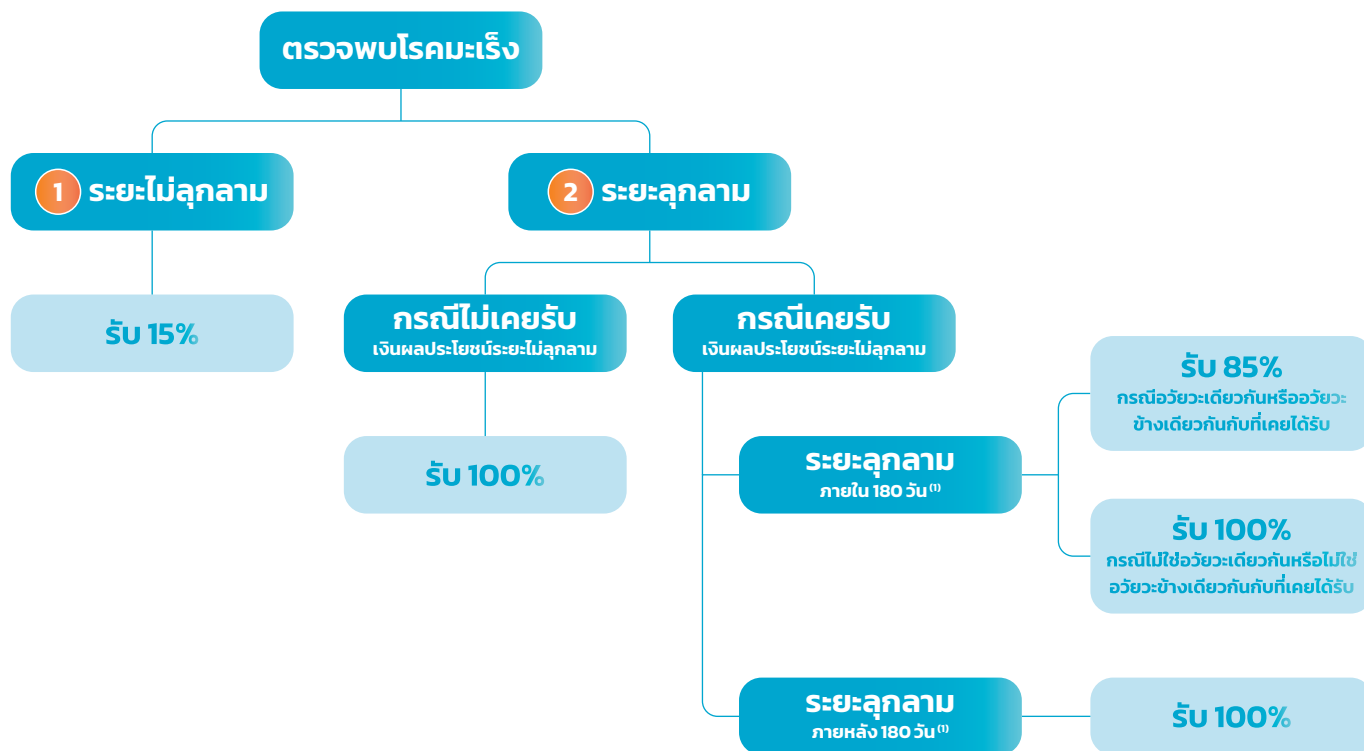 ตรวจพบโรคมะเร็ง
1 ระยะไม่ลุกลาม
2 ระยะลุกลาม
รับ 15%
กรณีไม่เคยรับ
เงินผลประโยชน์ระยะไม่ลุกลาม
รับ 100%
กรณีเคยรับ
เงินผลประโยชน์ระยะไม่ลุกลาม
ระยะลุกลาม
ภายใน 180 วัน (1)
รับ 85%
กรณีอวัยวะเดียวกันหรืออวัยวะ
ข้างเดียวกันกับที่เคยได้รับ
รับ 100%
กรณีไม่ใช่อวัยวะเดียวกันหรือไม่ใช่
อวัยวะข้างเดียวกันกับที่เคยได้รับ
ระยะลุกลาม
ภายหลัง 180 วัน (1)
รับ 100%